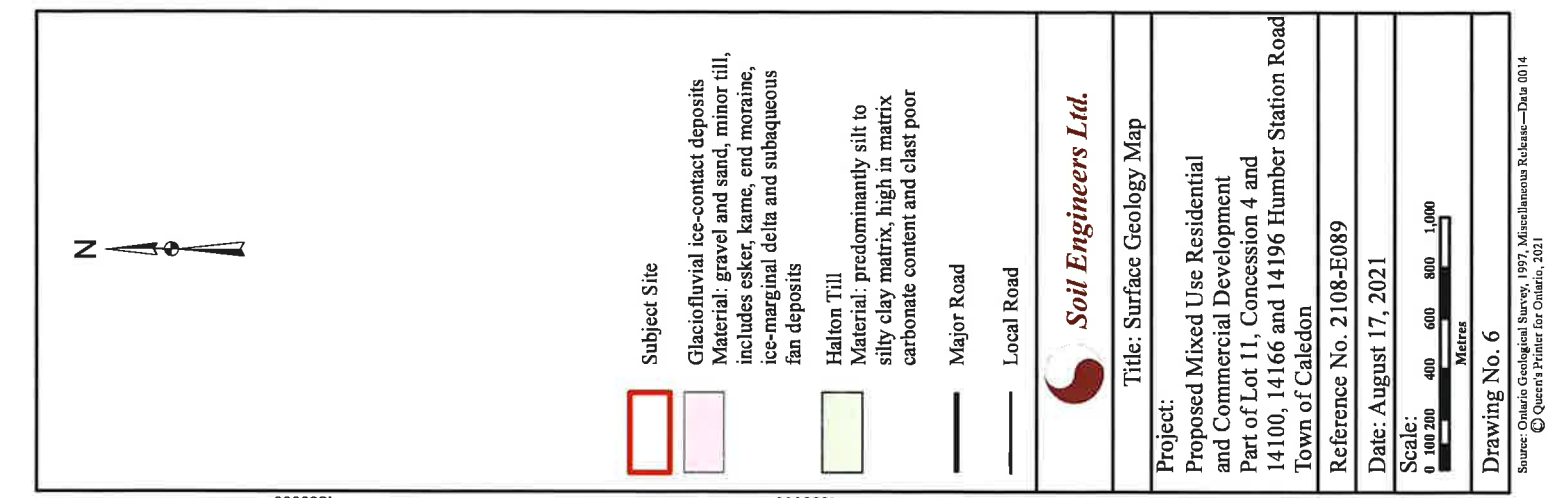 N
Subject Site
Glaciofluvial ice-contact deposits
Material: gravel and sand, minor till,
includes esker, kame, end moraine,
ice-marginal delta and subaqueous
fan deposits
Halton Till
Material: predominantly silt to
silty clay matrix, high in matrix
carbonate content and clast poor
Major Road
Local Road
Soil Engineers Ltd.
Title: Surface Geology Map
Project:
Proposed Mixed Use Residential
and Commercial Development
Part of Lot 11, Concession 4 and
14100, 14166 and 14196 Humber Station Road
Town of Caledon
Reference No. 2108-E089
Date: August 17, 2021
Scale:
0 100 200 400 600 800 1,000
Metres
Drawing No. 6
Source: Ontario Geological Survey, 1997, Miscellaneous Release—Data 0014
© Queen's Printer for Ontario, 2021